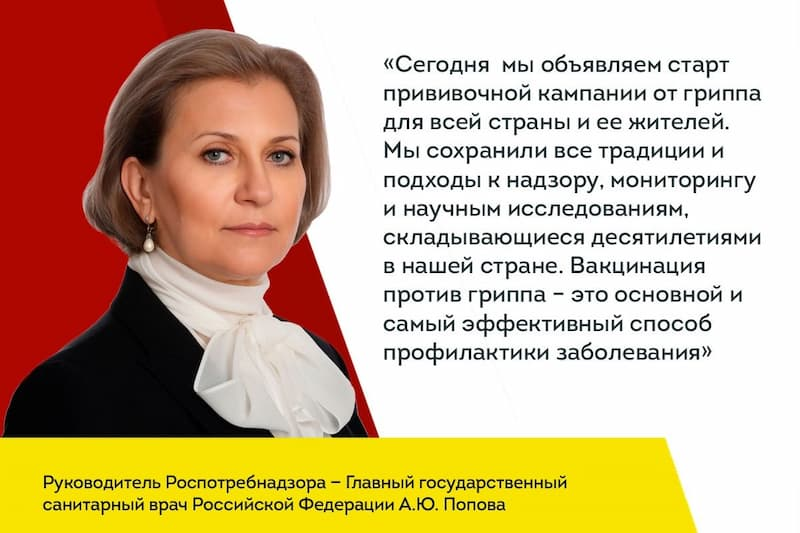 «Сегодня  мы объявляем старт
прививочной кампании от гриппа
для всей страны и ее жителей.
Мы сохранили все традиции и
подходы к надзору, мониторингу
и научным исследованиям,
складывающиеся десятилетиями
в нашей стране. Вакцинация
против гриппа – это основной и
самый эффективный способ
профилактики заболевания»
Руководитель Роспотребнадзора – Главный государственный
санитарный врач Российской Федерации А.Ю. Попова